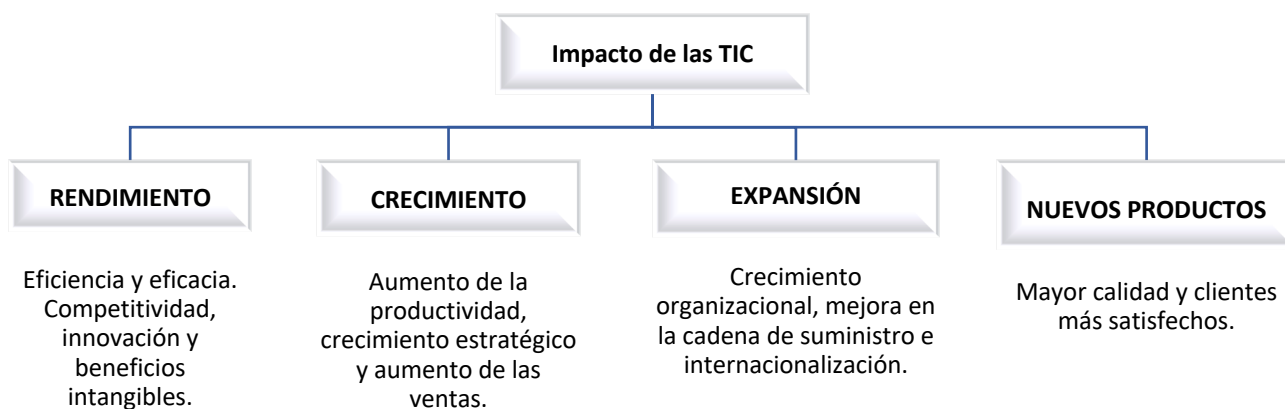 Impacto de las TIC
RENDIMIENTO
Eficiencia y eficacia.
Competitividad,
innovación y
beneficios
intangibles.
CRECIMIENTO
Aumento de la
productividad,
crecimiento estratégico
y aumento de las
ventas.
EXPANSIÓN
Crecimiento
organizacional, mejora en
la cadena de suministro e
internacionalización.
NUEVOS PRODUCTOS
Mayor calidad y clientes
más satisfechos.